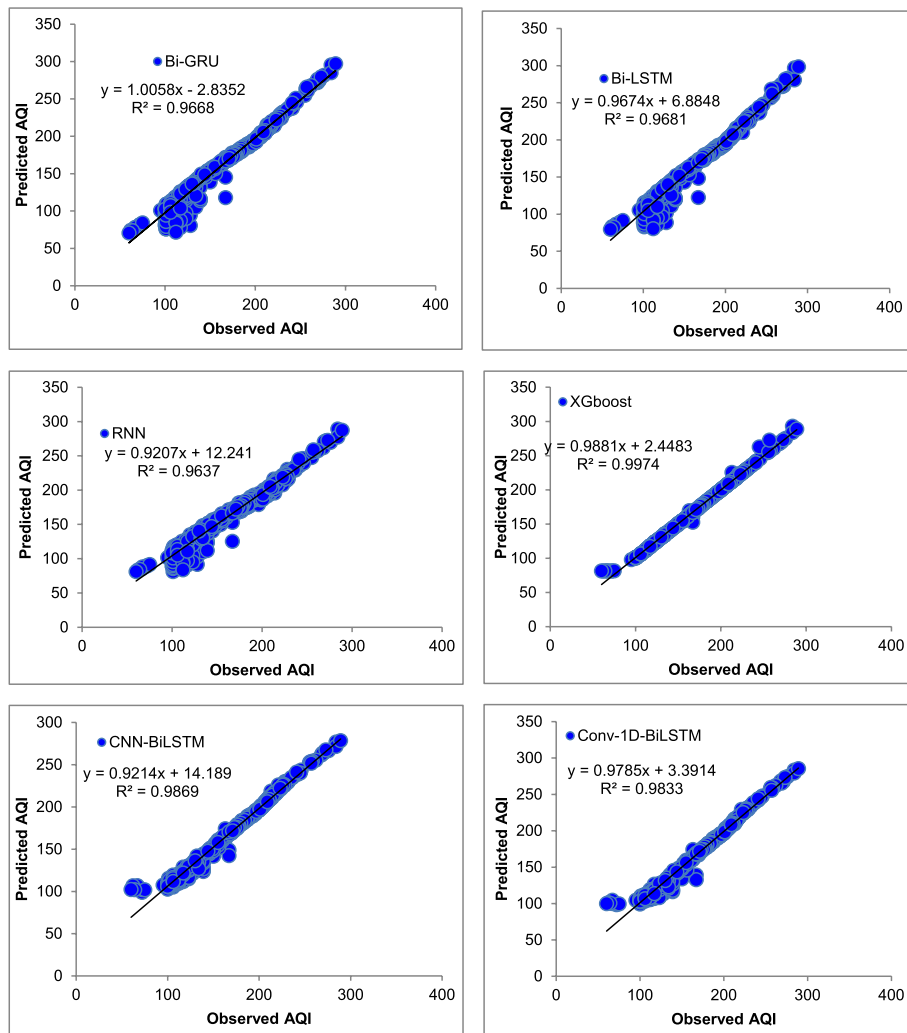 350
300
250
200
150
100
50
0
Predicted AQI
Bi-GRU
y = 1.0058x - 2.8352
R² = 0.9668
0 100 200 300 400
Observed AQI
350
300
250
200
150
100
50
0
Predicted AQI
Bi-LSTM
y = 0.9674x + 6.8848
R² = 0.9681
0 100 200 300 400
Observed AQI
350
300
250
200
150
100
50
0
Predicted AQI
RNN
y = 0.9207x + 12.241
R² = 0.9637
0 100 200 300 400
Observed AQI
350
300
250
200
150
100
50
0
Predicted AQI
XGboost
y = 0.9881x + 2.4483
R² = 0.9974
0 100 200 300 400
Observed AQI
300
250
200
150
100
50
0
Predicted AQI
CNN-BiLSTM
y = 0.9214x + 14.189
R² = 0.9869
0 100 200 300 400
Observed AQI
350
300
250
200
150
100
50
0
Predicted AQI
Conv-1D-BiLSTM
y = 0.9785x + 3.3914
R² = 0.9833
0 100 200 300 400
Observed AQI